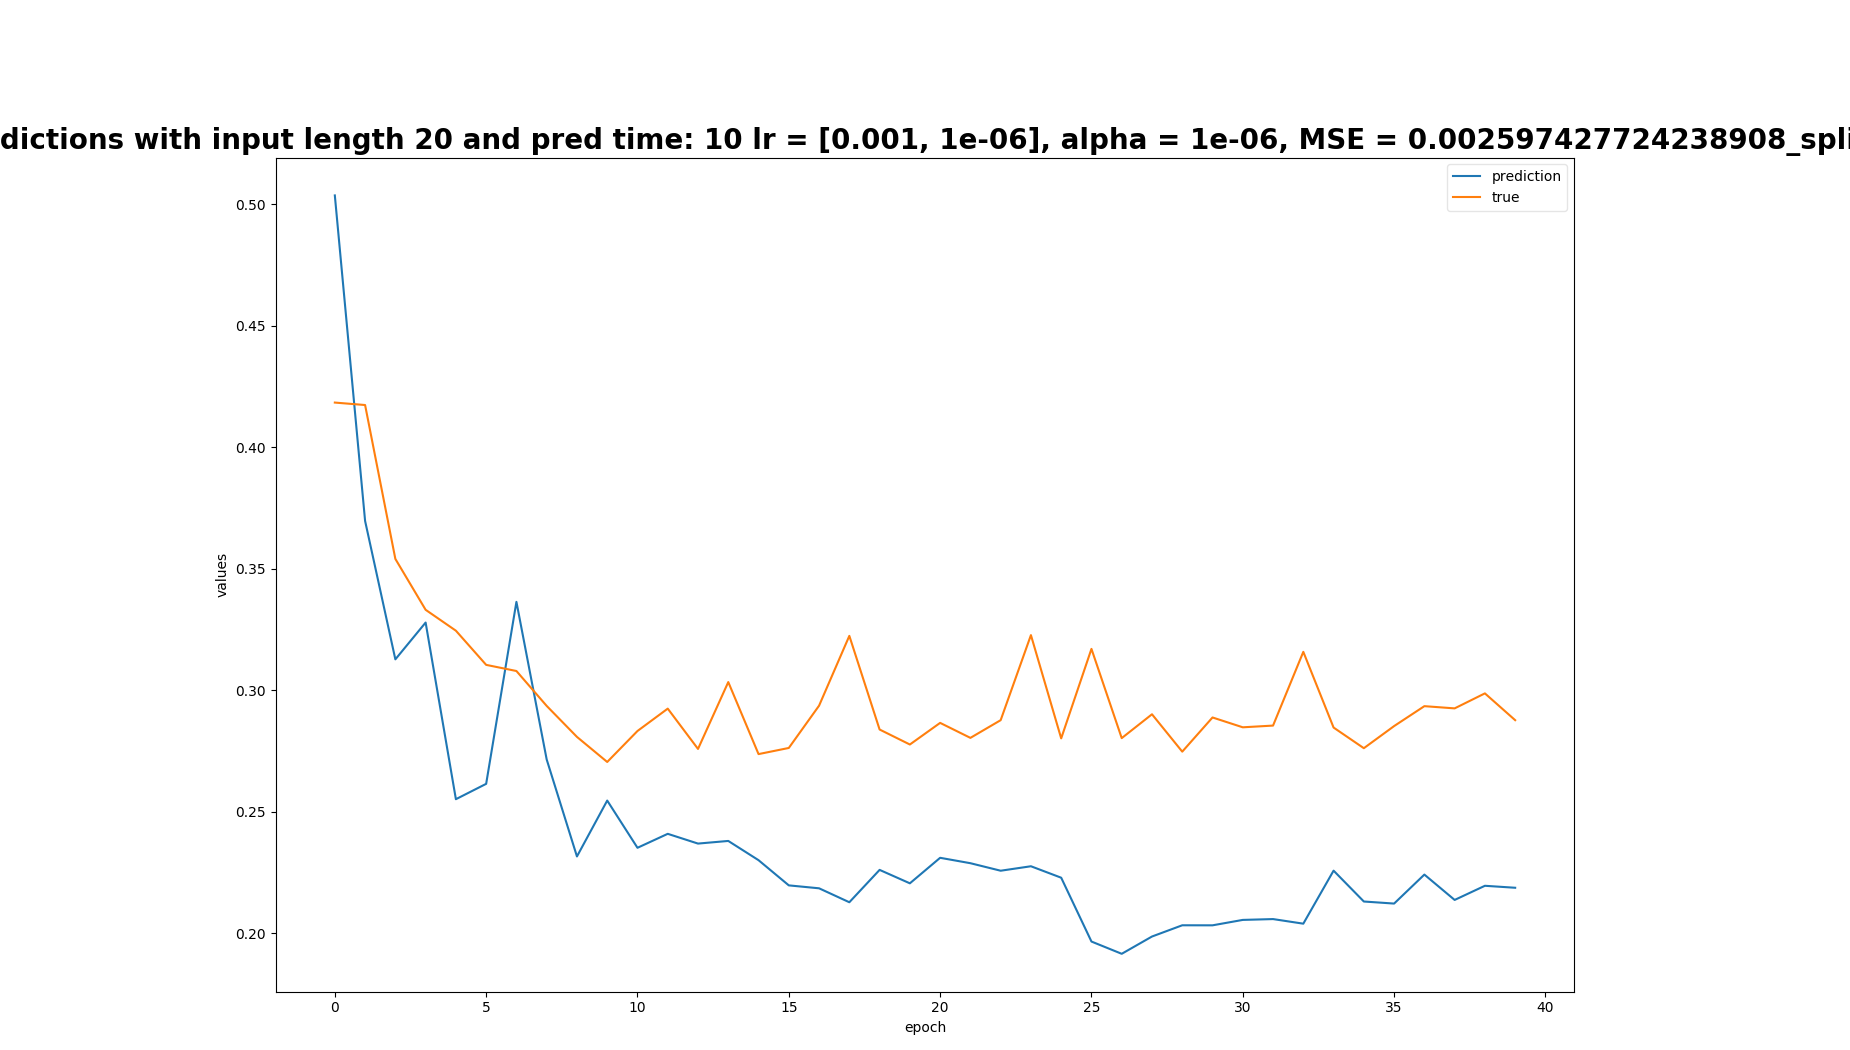 dictions with input length 20 and pred time: 10 lr = [0.001, 1e-06], alpha = 1e-06, MSE = 0.002597427724238908_spli
prediction
true
0.50
0.45
0.40
0.35
0.30
0.25
0.20
values
0 5 10 15 20 25 30 35 40
epoch